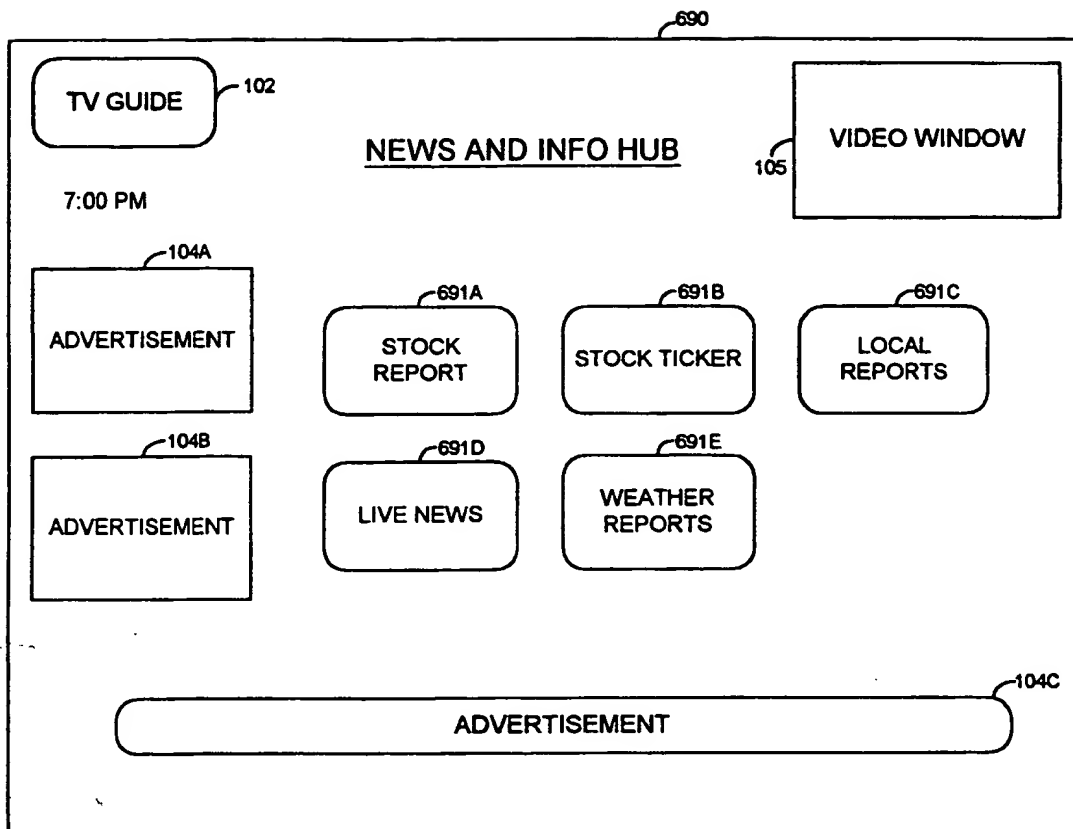 690
TV GUIDE
102
NEWS AND INFO HUB
VIDEO WINDOW
105
7:00 PM
104A
ADVERTISEMENT
691A
STOCK
REPORT
691B
STOCK TICKER
691C
LOCAL
REPORTS
104B
ADVERTISEMENT
691D
LIVE NEWS
691E
WEATHER
REPORTS
104C
ADVERTISEMENT